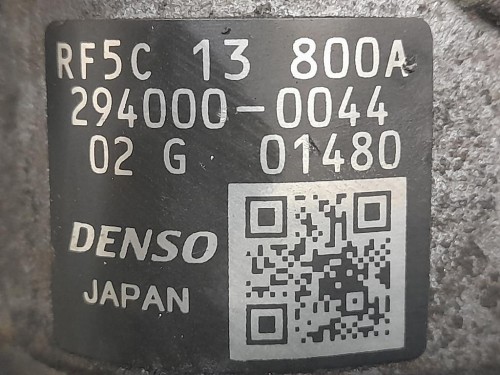 RF5C 13 800A
294000-0044
02 G 01480
DENSO
JAPAN